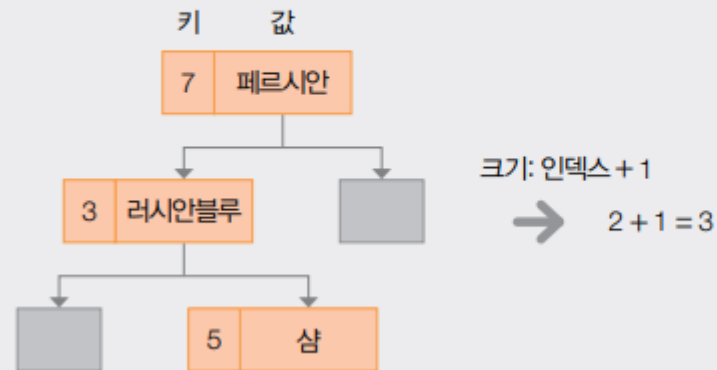 키 값
7 페르시안
크기: 인덱스 + 1
3 러시안블루
2 + 1 = 3
5 샴